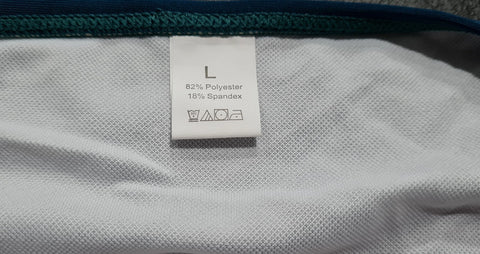 L
82% Polyester
18% Spandex